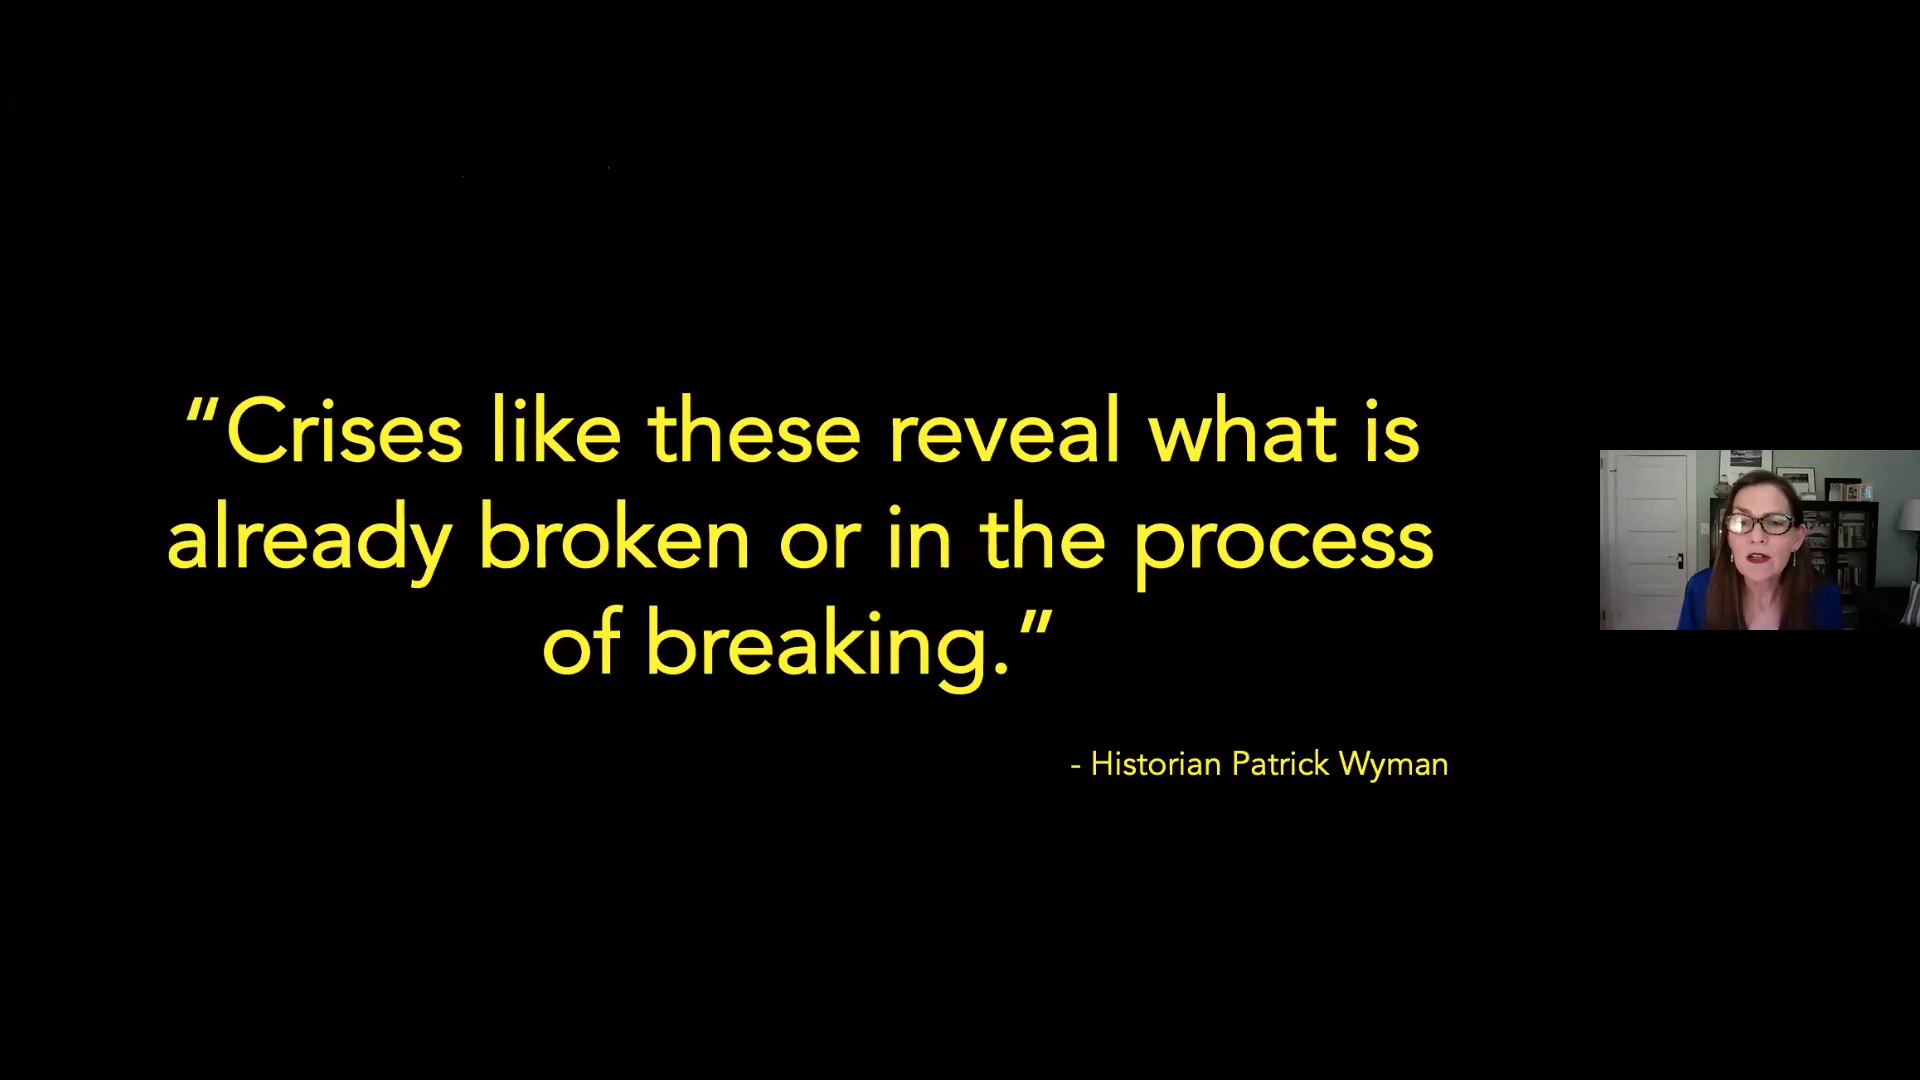 “Crises like these reveal what is
already broken or in the process
of breaking.”
- Historian Patrick Wyman